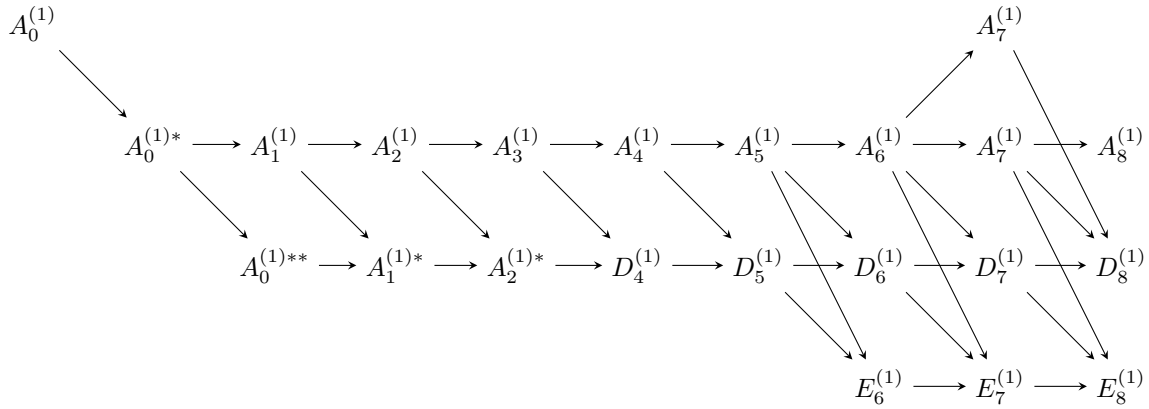 A_0^{(1)} A_7^{(1)}
A_0^{(1)*} A_1^{(1)} A_2^{(1)} A_3^{(1)} A_4^{(1)} A_5^{(1)} A_6^{(1)} A_7^{(1)} A_8^{(1)}
A_0^{(1)**} A_1^{(1)*} A_2^{(1)*} D_4^{(1)} D_5^{(1)} D_6^{(1)} D_7^{(1)} D_8^{(1)}
E_6^{(1)} E_7^{(1)} E_8^{(1)}